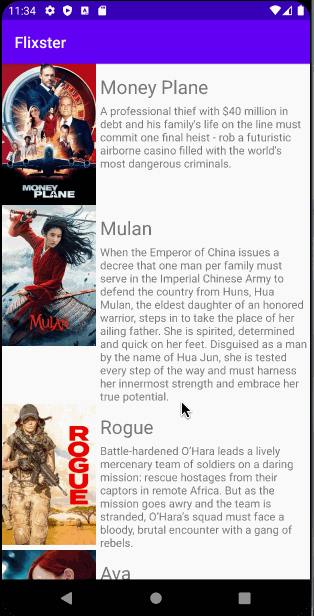 11:34
Flixster
Money Plane
A professional thief with $40 million in
debt and his family's life on the line must
commit one final heist - rob a futuristic
airborne casino filled with the world's
most dangerous criminals.
MONEY
PLANE
Mulan
When the Emperor of China issues a
decree that one man per family must
serve in the Imperial Chinese Army to
defend the country from Huns, Hua
Mulan, the eldest daughter of an honored
warrior, steps in to take the place of her
ailing father. She is spirited, determined
and quick on her feet. Disguised as a man
by the name of Hua Jun, she is tested
every step of the way and must harness
her innermost strength and embrace her
true potential.
MULAN
Rogue
Battle-hardened O'Hara leads a lively
mercenary team of soldiers on a daring
mission: rescue hostages from their
captors in remote Africa. But as the
mission goes awry and the team is
stranded, O'Hara's squad must face a
bloody, brutal encounter with a gang of
rebels.
ROGUE
Ava